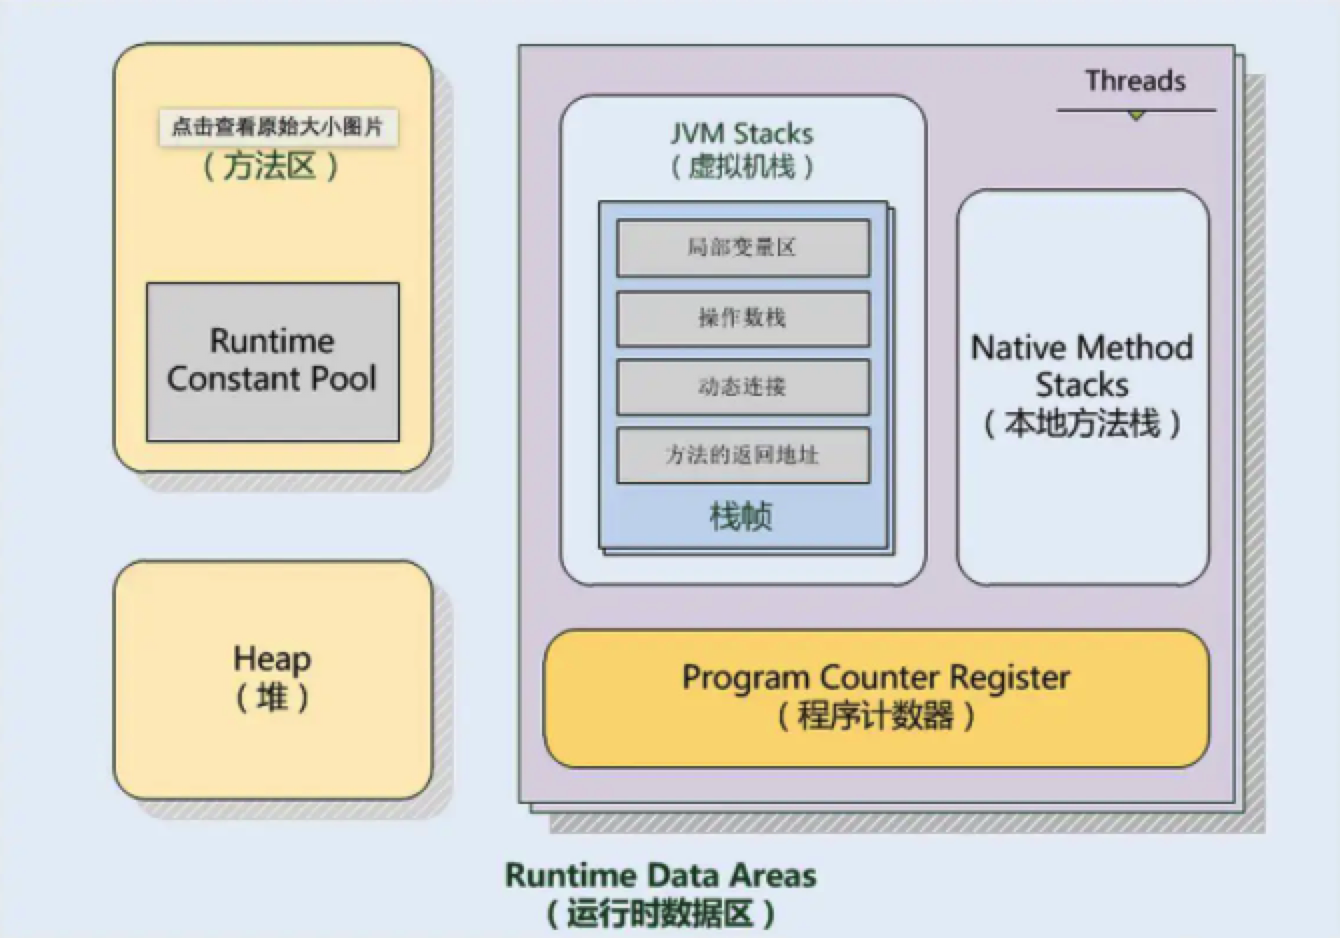 点击查看原始大小图片
（方法区）
Runtime
Constant Pool
Heap
（堆）
Threads
JVM Stacks
（虚拟机栈）
局部变量区
操作数栈
动态连接
方法的返回地址
栈帧
Native Method
Stacks
（本地方法栈）
Program Counter Register
（程序计数器）
Runtime Data Areas
（运行时数据区）